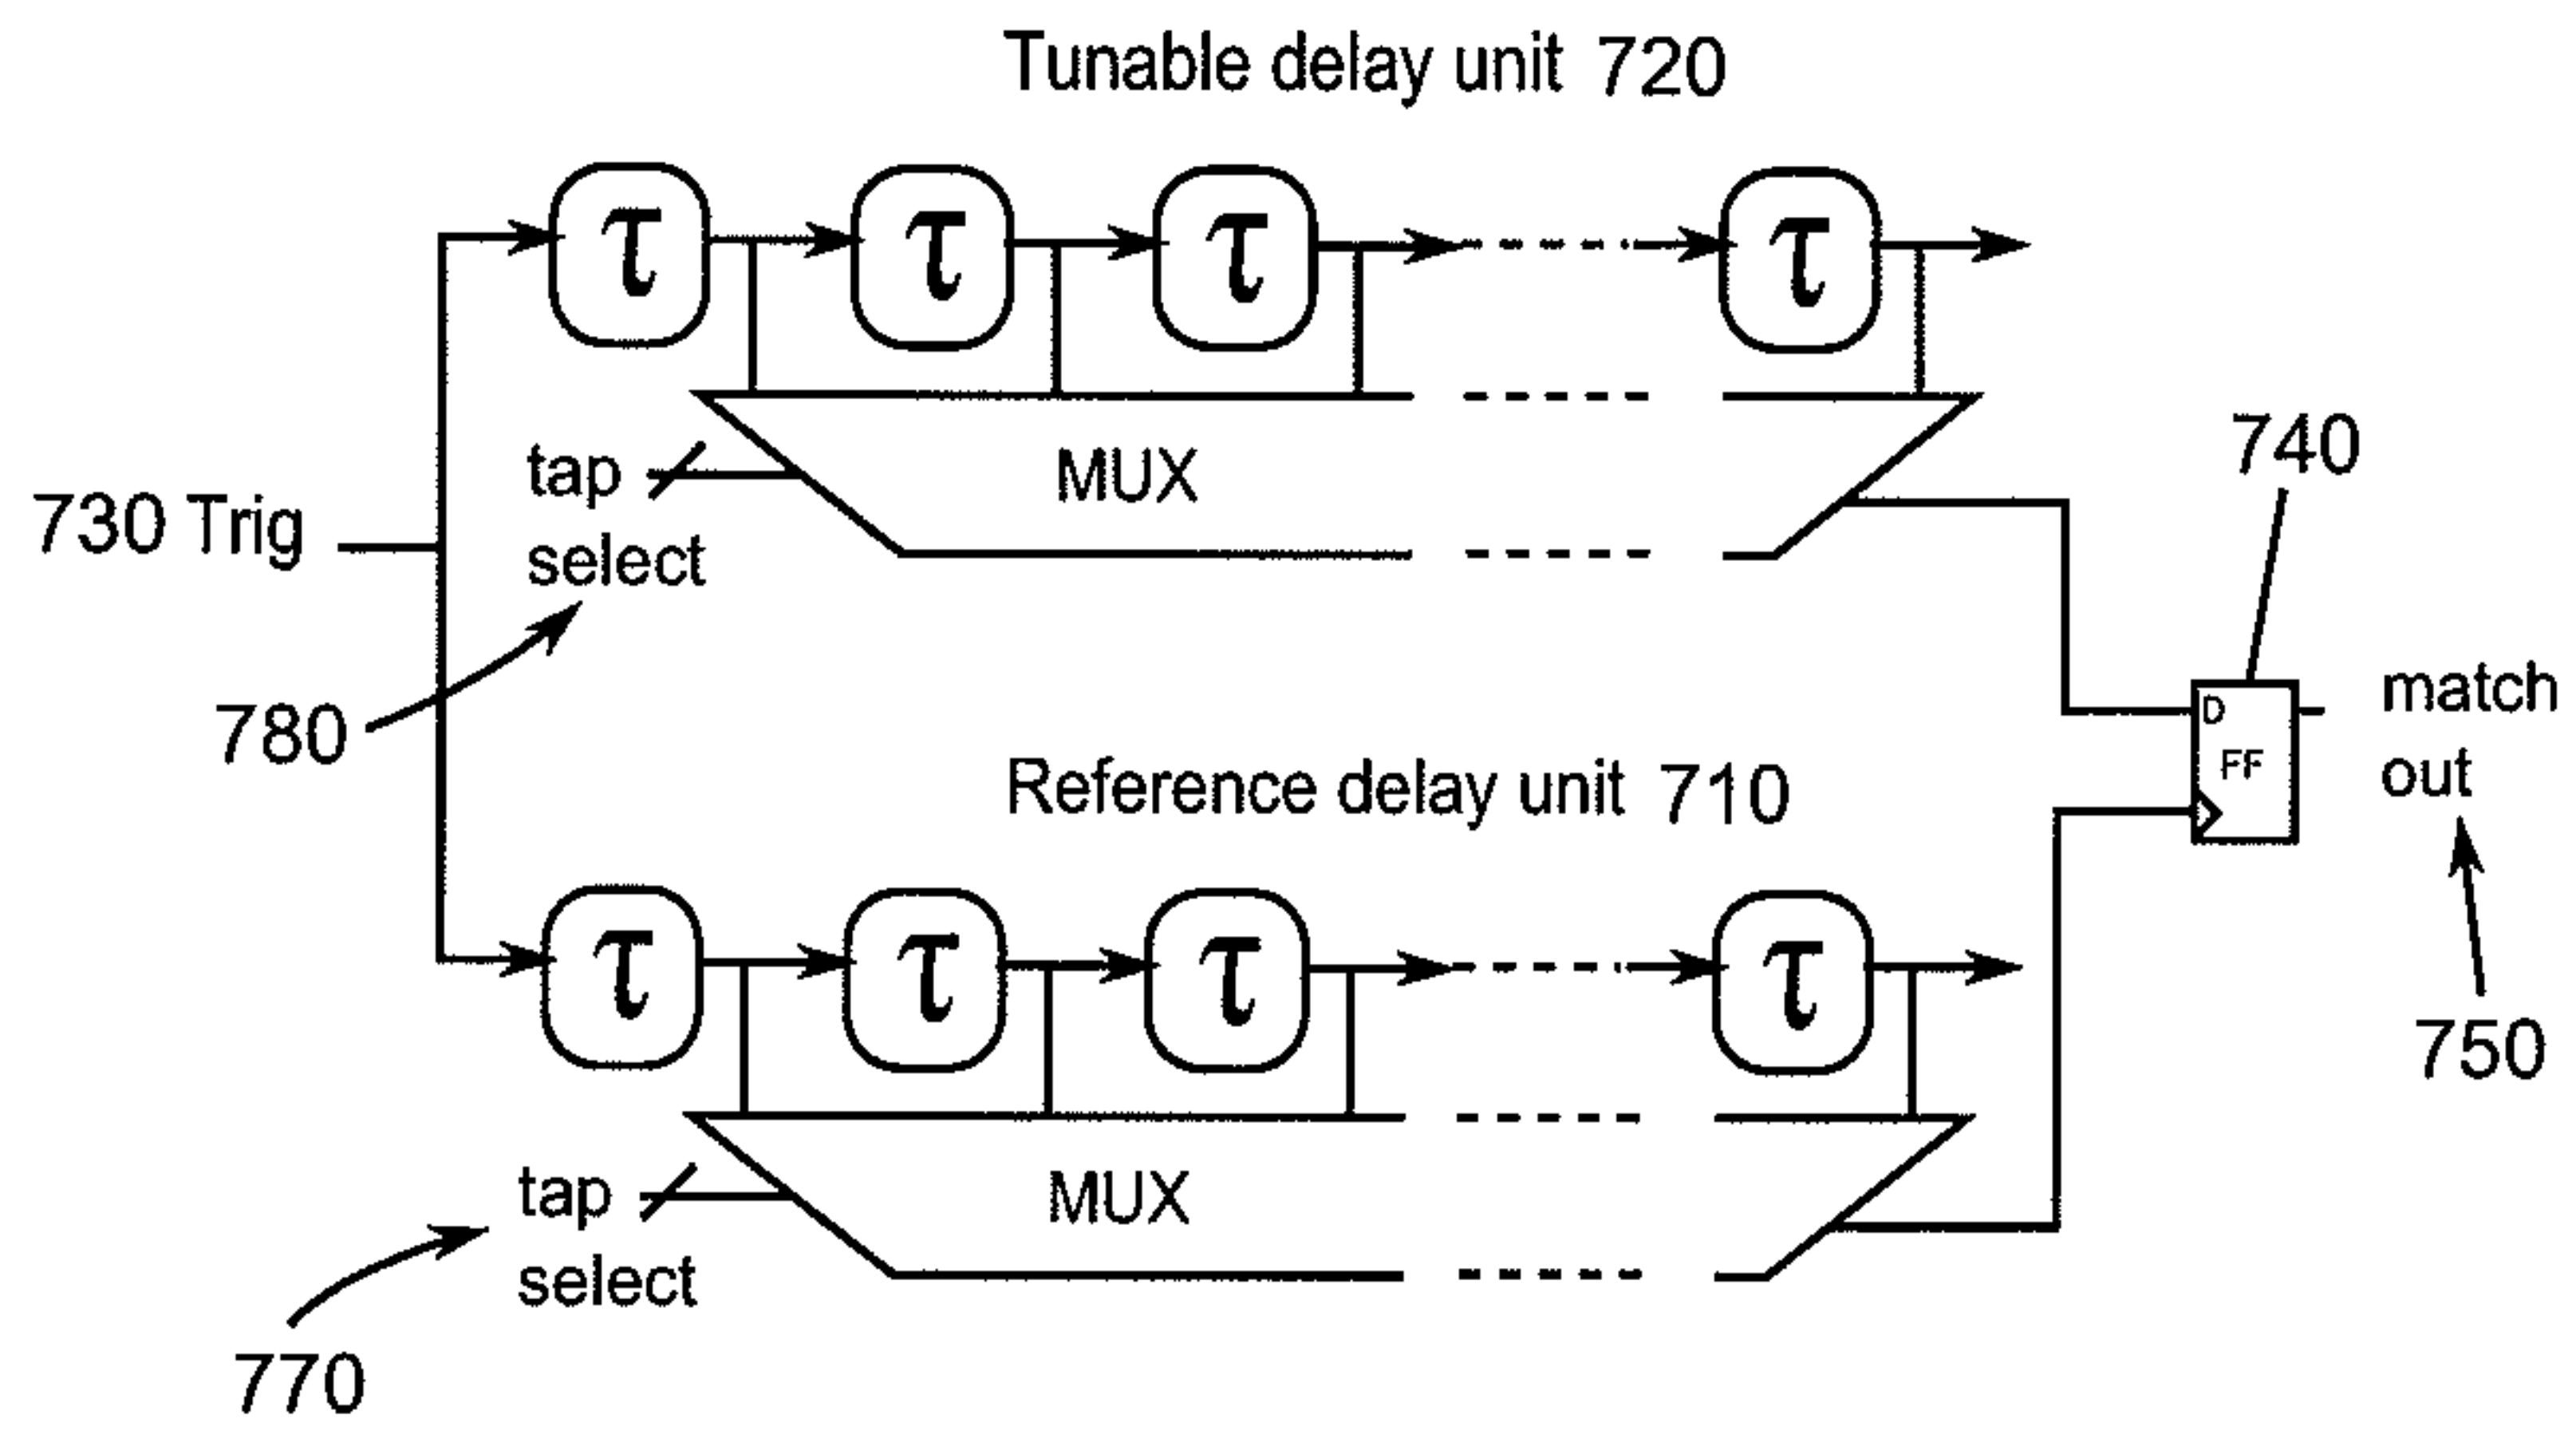 Tunable delay unit 720
τ τ τ τ
tap
select
MUX
740
730 Trig
780
match
out
D
FF
Reference delay unit 710
750
τ τ τ τ
tap
select
MUX
770